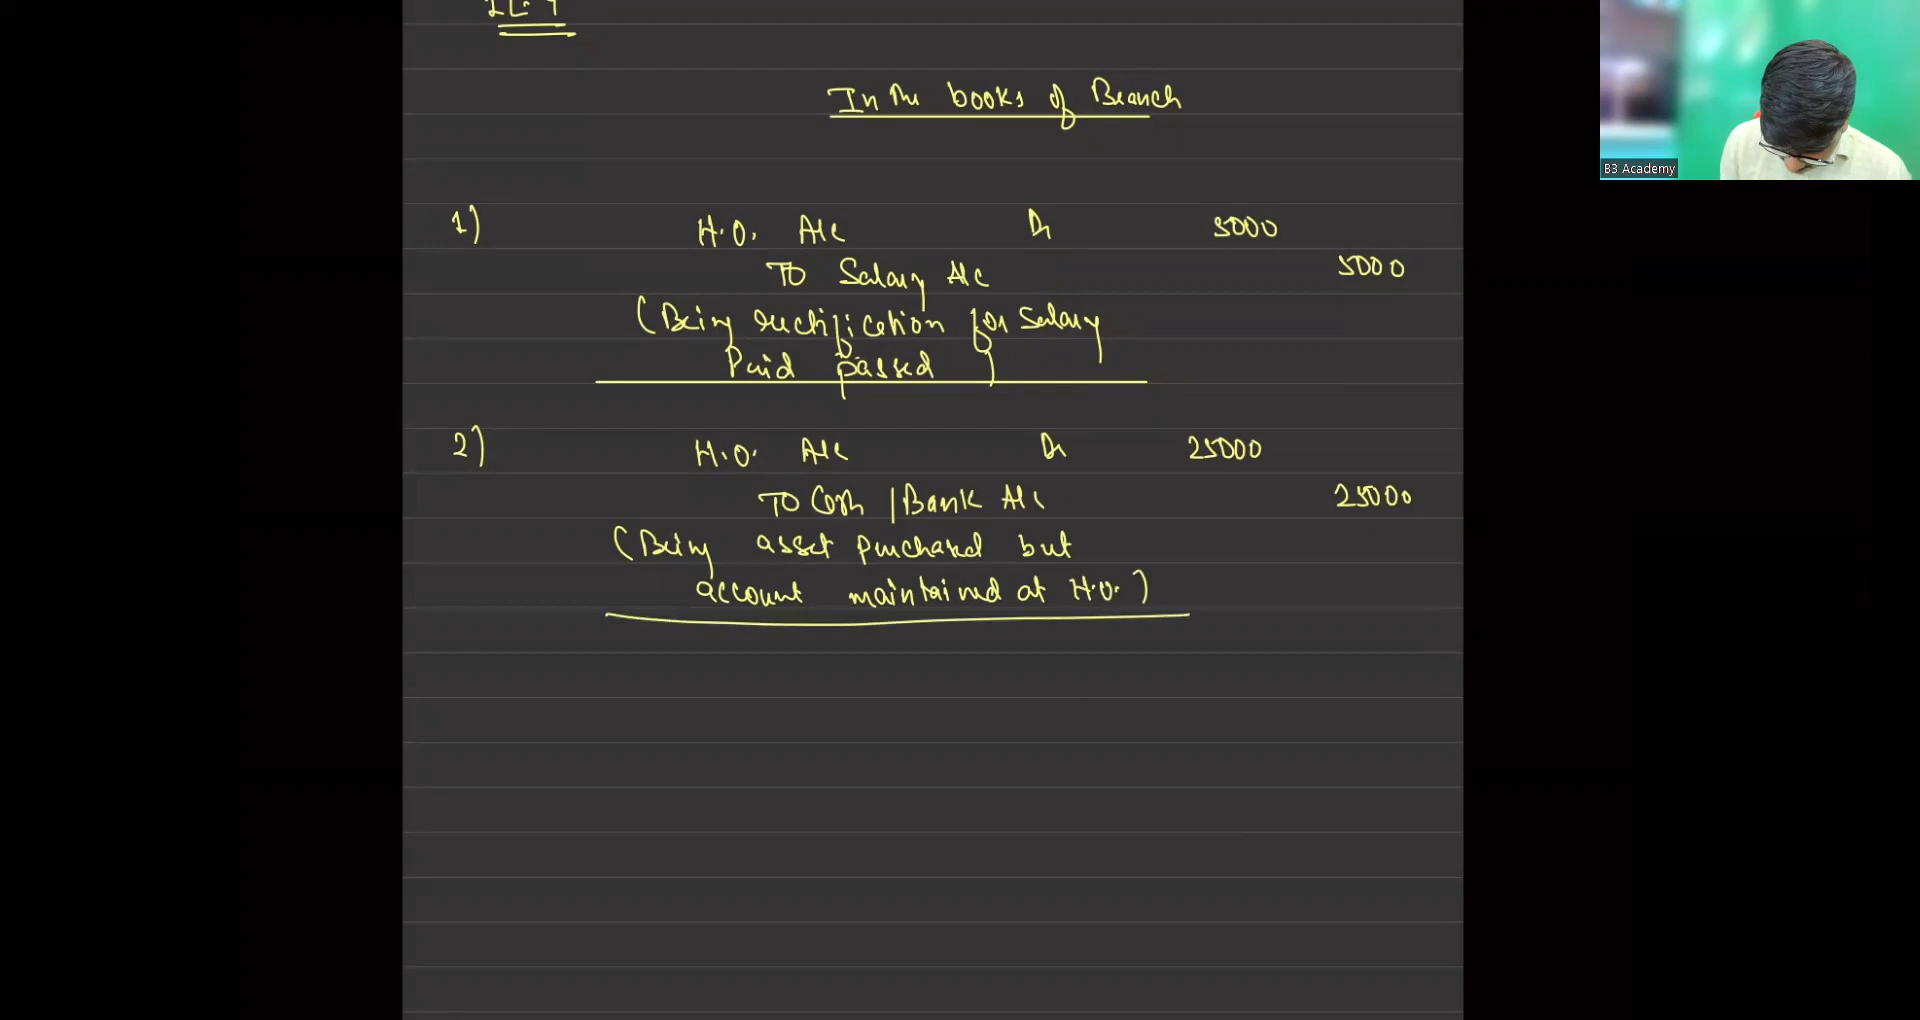 In the books of Branch
B3 Academy
1) H.O. A/c Dr 5000
To Salary A/c 5000
(Being rectification for Salary
Paid passed)
2) H.O. A/c Dr 25000
To Cash / Bank A/c 25000
(Being asset purchased but
account maintained at H.O.)